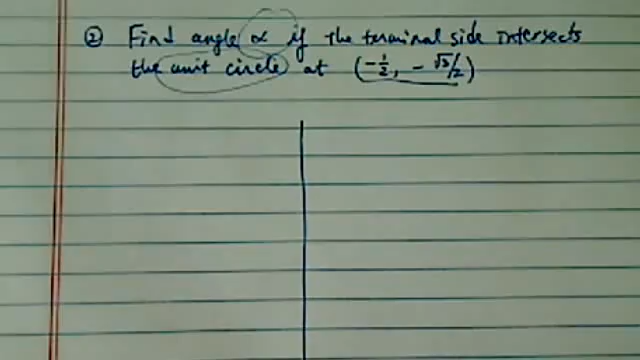 ② Find angle α if the terminal side intersects
the unit circle at (-1/2, -√3/2)